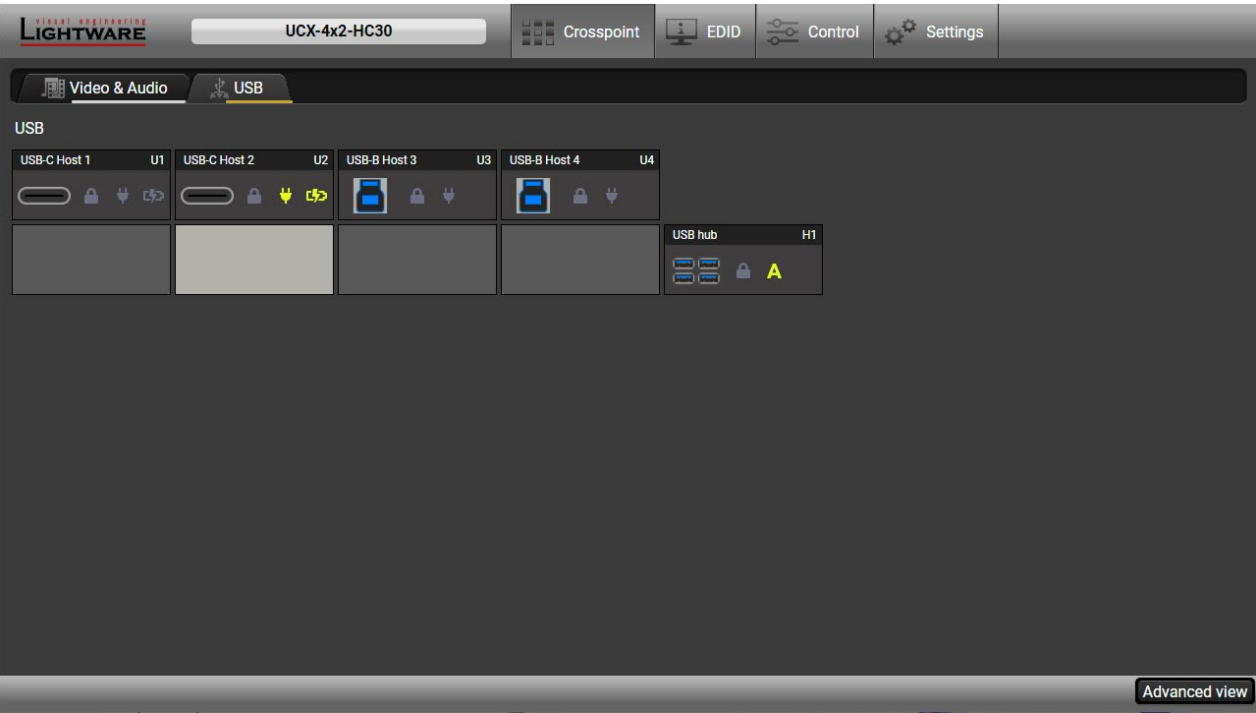 visual engineering
LIGHTWARE
UCX-4x2-HC30
Crosspoint
EDID
Control
Settings
Video & Audio
USB
USB
USB-C Host 1 U1
USB-C Host 2 U2
USB-B Host 3 U3
USB-B Host 4 U4
USB hub H1
A
Advanced view